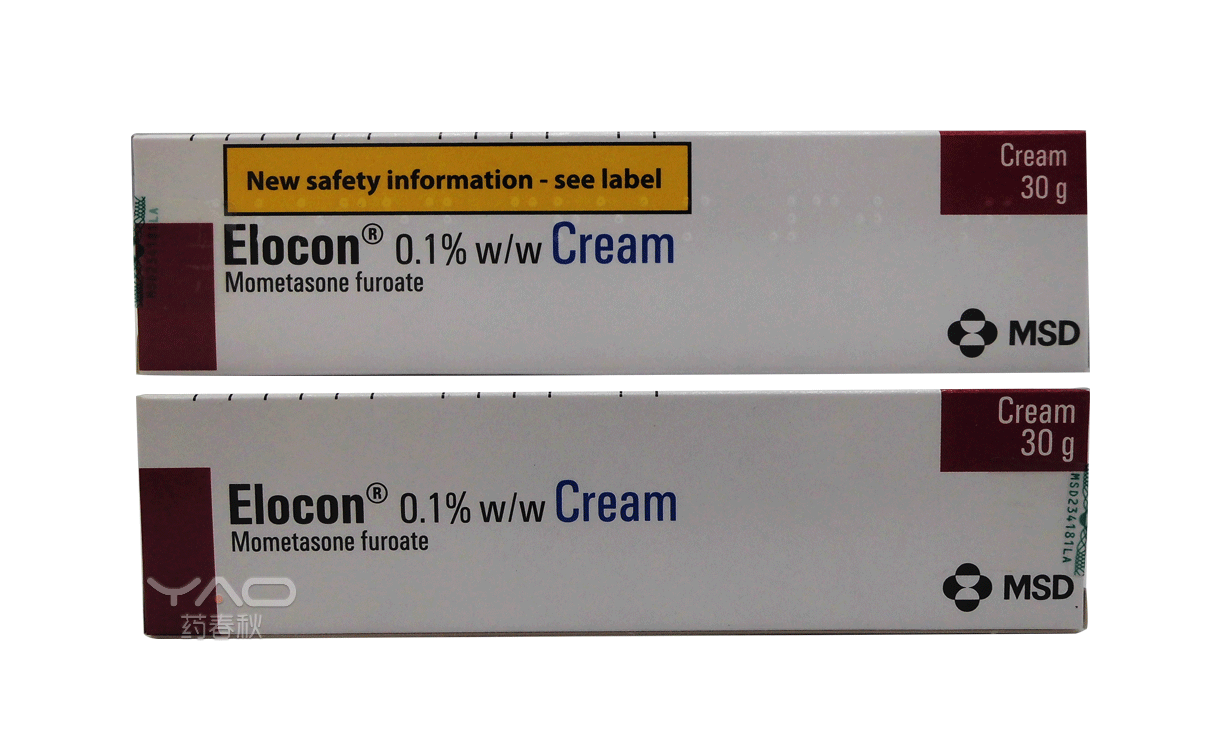 Cream
30 g
New safety information - see label
Elocon® 0.1% w/w Cream
Mometasone furoate
MSD
Cream
30 g
Elocon® 0.1% w/w Cream
Mometasone furoate
MSD234181LA
MSD
YAO
药春秋